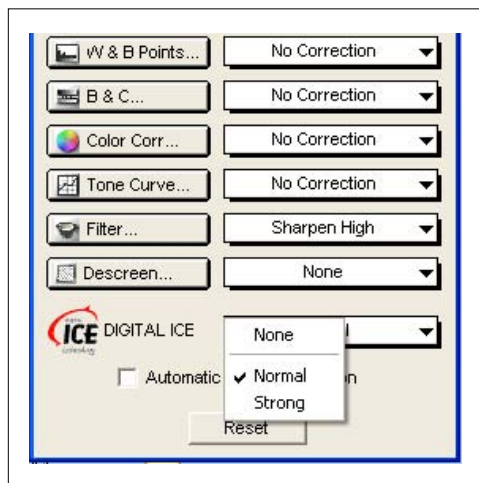 W & B Points... No Correction
B & C... No Correction
Color Corr... No Correction
Tone Curve... No Correction
Filter... Sharpen High
Descreen... None
ICE DIGITAL ICE
None
Automatic
Normal
Strong
Reset